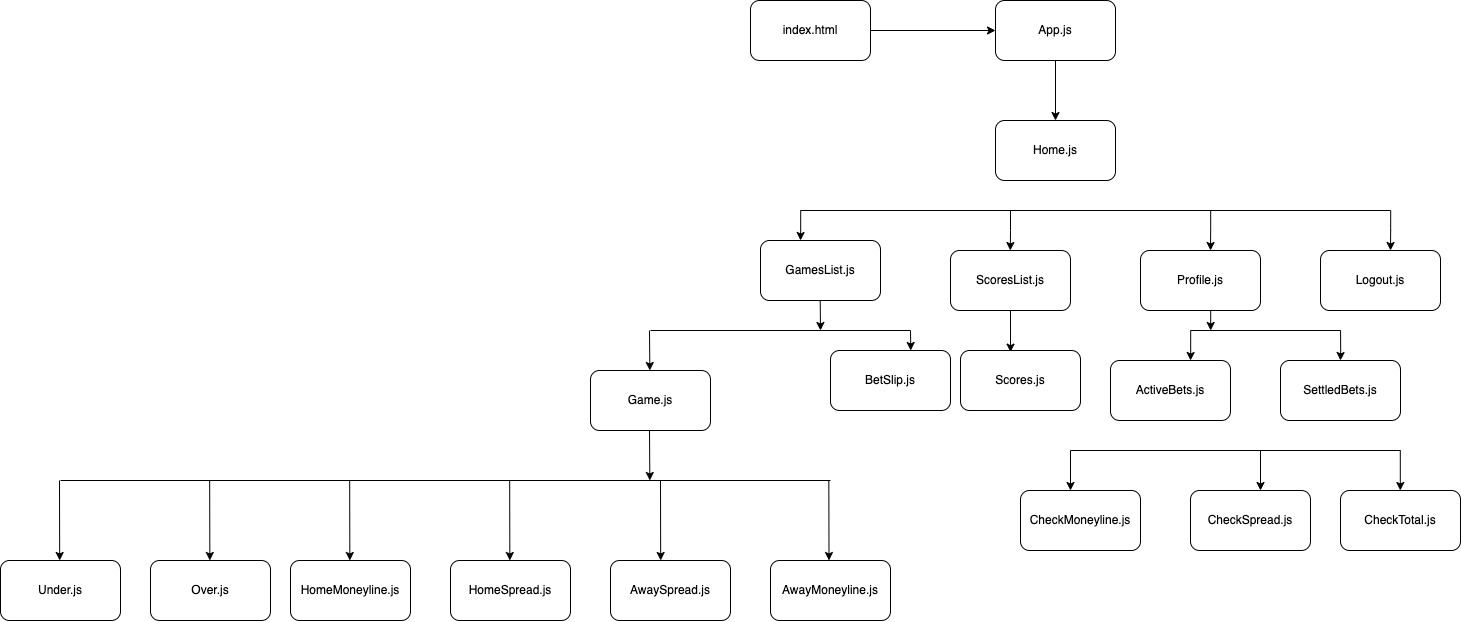 index.html
App.js
Home.js
GamesList.js
ScoresList.js
Profile.js
Logout.js
Game.js
BetSlip.js
Scores.js
ActiveBets.js
SettledBets.js
CheckMoneyline.js
CheckSpread.js
CheckTotal.js
Under.js
Over.js
HomeMoneyline.js
HomeSpread.js
AwaySpread.js
AwayMoneyline.js